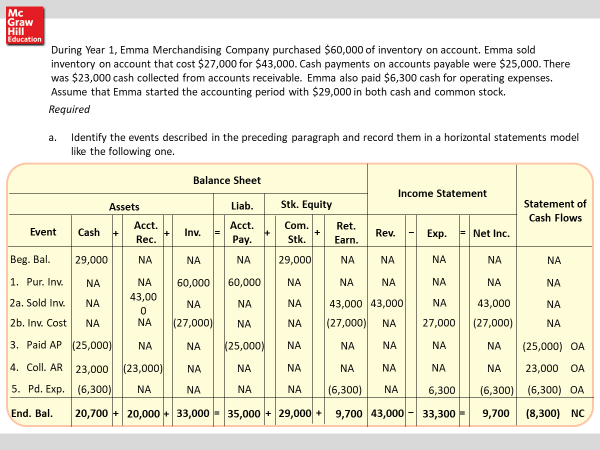 Mc
Graw
Hill
Education
During Year 1, Emma Merchandising Company purchased $60,000 of inventory on account. Emma sold
inventory on account that cost $27,000 for $43,000. Cash payments on accounts payable were $25,000. There
was $23,000 cash collected from accounts receivable. Emma also paid $6,300 cash for operating expenses.
Assume that Emma started the accounting period with $29,000 in both cash and common stock.
Required
a. Identify the events described in the preceding paragraph and record them in a horizontal statements model
like the following one.
Balance Sheet
Income Statement
Statement of
Cash Flows
Assets Liab. Stk. Equity
Event Cash + Acct. Rec. + Inv. = Acct. Pay. + Com. Stk. + Ret. Earn. Rev. − Exp. = Net Inc.
Beg. Bal. 29,000 NA NA NA 29,000 NA NA NA NA NA
1. Pur. Inv. NA NA 60,000 60,000 NA NA NA NA NA NA
2a. Sold Inv. NA 43,000 NA NA NA 43,000 43,000 NA 43,000 NA
2b. Inv. Cost NA NA (27,000) NA NA (27,000) NA 27,000 (27,000) NA
3. Paid AP (25,000) NA NA (25,000) NA NA NA NA NA (25,000) OA
4. Coll. AR 23,000 (23,000) NA NA NA NA NA NA NA 23,000 OA
5. Pd. Exp. (6,300) NA NA NA NA (6,300) NA 6,300 (6,300) (6,300) OA
End. Bal. 20,700 + 20,000 + 33,000 = 35,000 + 29,000 + 9,700 43,000 − 33,300 = 9,700 (8,300) NC